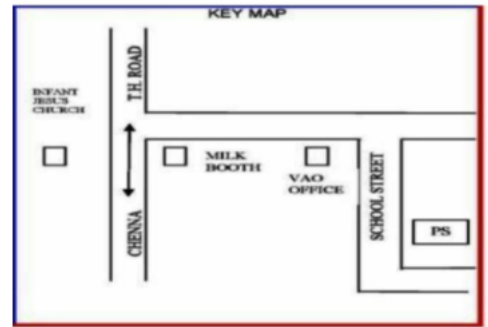 KEY MAP
T.H. ROAD
INFANT
JESUS
CHURCH
MILK
BOOTH
VAO
OFFICE
SCHOOL STREET
PS
CHENNA